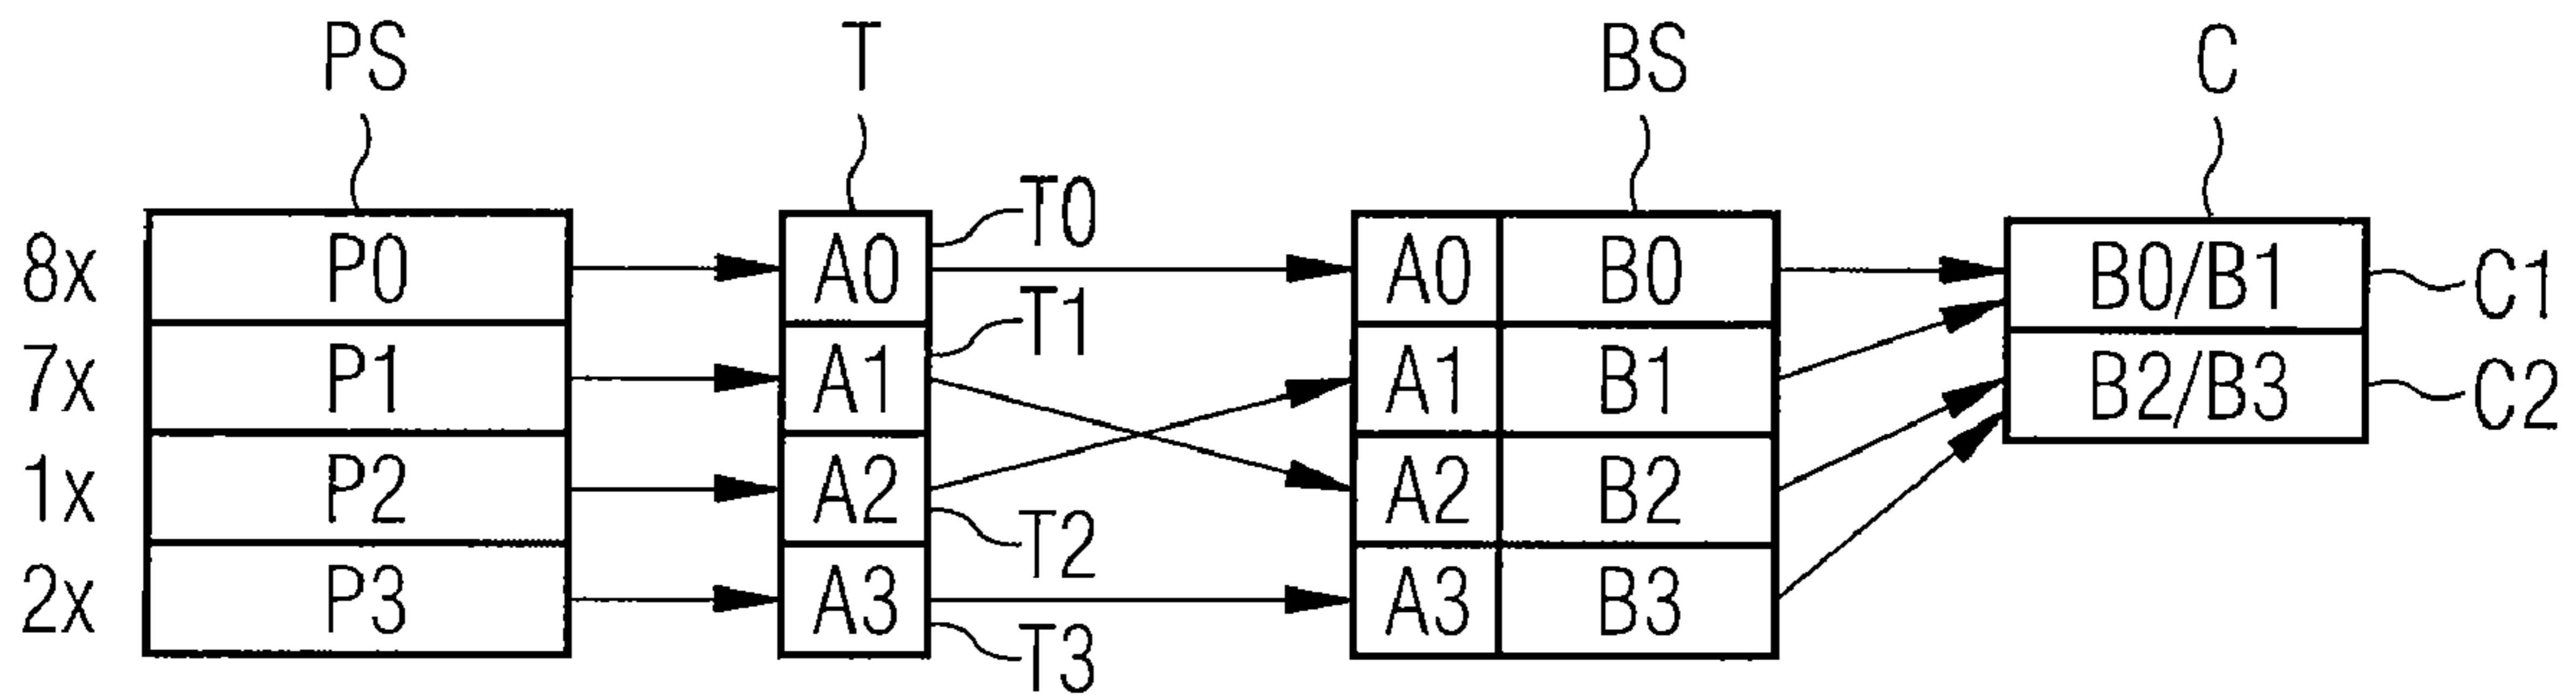 PS T BS C
T0
8x P0 A0 A0 B0 B0/B1 C1
T1
7x P1 A1 A1 B1 B2/B3 C2
1x P2 A2 A2 B2
T2
2x P3 A3 A3 B3
T3